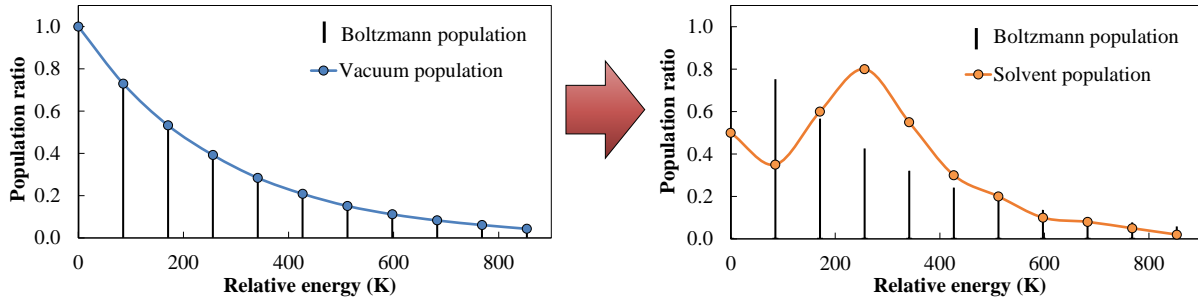 Population ratio
1.0
0.8
0.6
0.4
0.2
0.0
0
200
400
600
800
Relative energy (K)
Boltzmann population
Vacuum population
Population ratio
1.0
0.8
0.6
0.4
0.2
0.0
0
200
400
600
800
Relative energy (K)
Boltzmann population
Solvent population